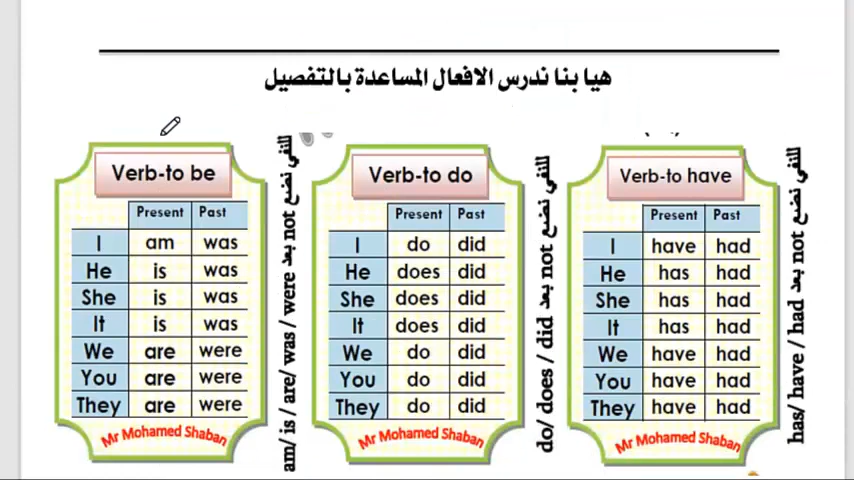 هيا بنا ندرس الافعال المساعدة بالتفصيل
Verb-to be
Present Past
I am was
He is was
She is was
It is was
We are were
You are were
They are were
Mr Mohamed Shaban
للنفي نضع not بعد am/ is / are/ was / were
Verb-to do
Present Past
I do did
He does did
She does did
It does did
We do did
You do did
They do did
Mr Mohamed Shaban
للنفي نضع not بعد do/ does / did
Verb-to have
Present Past
I have had
He has had
She has had
It has had
We have had
You have had
They have had
Mr Mohamed Shaban
للنفي نضع not بعد has/ have / had